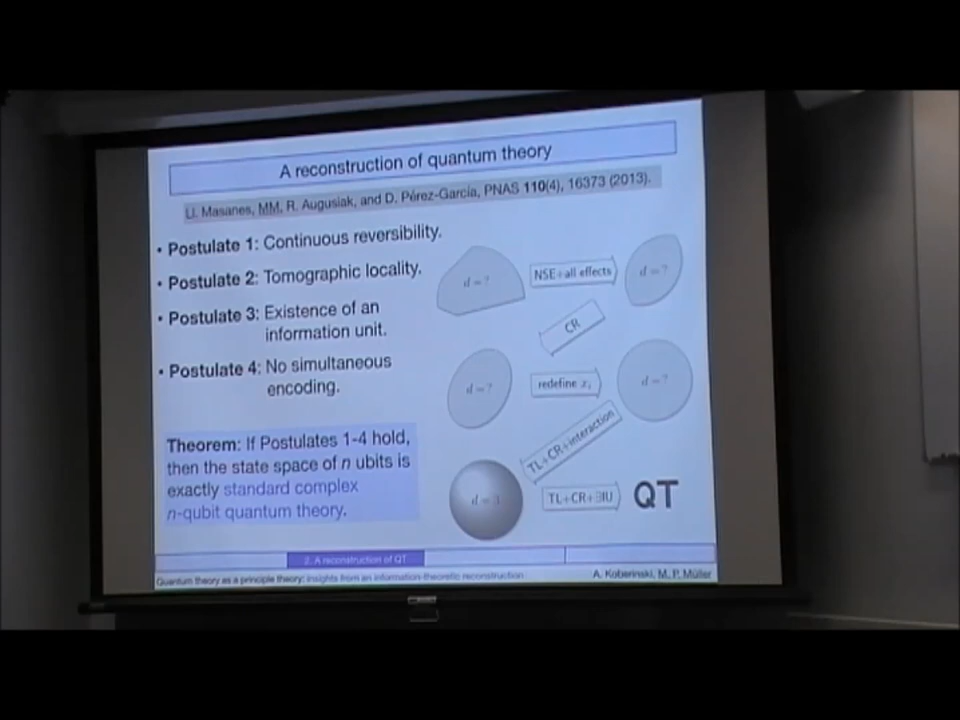 A reconstruction of quantum theory
Ll. Masanes, MM, R. Augusiak, and D. Pérez-García, PNAS 110(4), 16373 (2013).
• Postulate 1: Continuous reversibility.
• Postulate 2: Tomographic locality.
• Postulate 3: Existence of an
information unit.
• Postulate 4: No simultaneous
encoding.
Theorem: If Postulates 1-4 hold,
then the state space of n ubits is
exactly standard complex
n-qubit quantum theory.
d = ?
NSE+all effects
d = ?
CR
d = ?
redefine xᵢ
d = ?
TL+CR+interaction
d = 3
TL+CR+∃IU
QT
2. A reconstruction of QT
Quantum theory as a principle theory: insights from an information-theoretic reconstruction
A. Koberinski, M. P. Müller